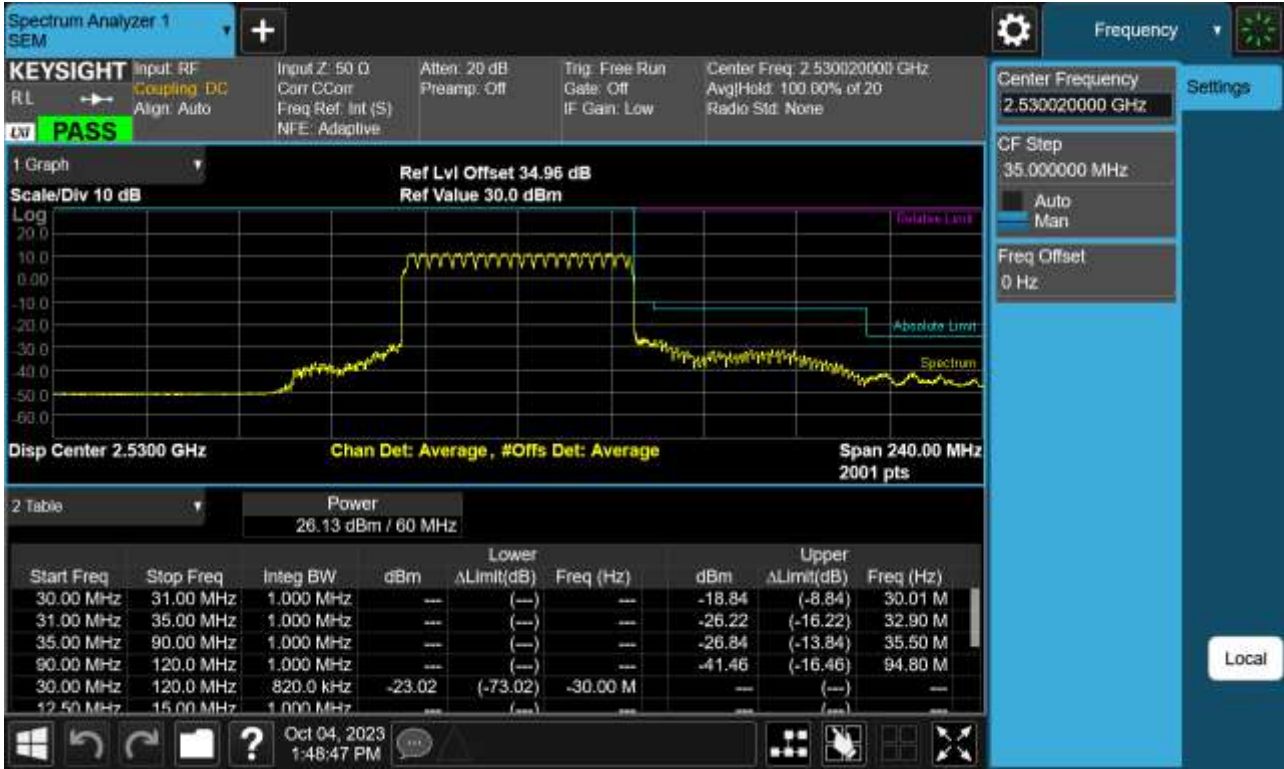 Spectrum Analyzer 1
SEM
+
Frequency
KEYSIGHT
RL
PASS
Input: RF
Coupling: DC
Align: Auto
Input Z: 50 Ω
Corr CCorr
Freq Ref: Int (S)
NFE: Adaptive
Atten: 20 dB
Preamp: Off
Trig: Free Run
Gate: Off
IF Gain: Low
Center Freq: 2.530020000 GHz
Avg|Hold: 100.00% of 20
Radio Std: None
Center Frequency
2.530020000 GHz
Settings
CF Step
35.000000 MHz
Auto
Man
Freq Offset
0 Hz
Local
1 Graph
Scale/Div 10 dB
Ref Lvl Offset 34.96 dB
Ref Value 30.0 dBm
Log
20.0
10.0
0.00
-10.0
-20.0
-30.0
-40.0
-50.0
-60.0
Relative Limit
Absolute Limit
Spectrum
Disp Center 2.5300 GHz
Chan Det: Average, #Offs Det: Average
Span 240.00 MHz
2001 pts
2 Table
Power
26.13 dBm / 60 MHz
Lower Upper
Start Freq Stop Freq Integ BW dBm ΔLimit(dB) Freq (Hz) dBm ΔLimit(dB) Freq (Hz)
30.00 MHz 31.00 MHz 1.000 MHz --- (---) --- -18.84 (-8.84) 30.01 M
31.00 MHz 35.00 MHz 1.000 MHz --- (---) --- -26.22 (-16.22) 32.90 M
35.00 MHz 90.00 MHz 1.000 MHz --- (---) --- -26.84 (-13.84) 35.50 M
90.00 MHz 120.0 MHz 1.000 MHz --- (---) --- -41.46 (-16.46) 94.80 M
30.00 MHz 120.0 MHz 820.0 kHz -23.02 (-73.02) -30.00 M --- (---) ---
12.50 MHz 15.00 MHz 1.000 MHz --- (---) --- --- (---) ---
?
Oct 04, 2023
1:48:47 PM